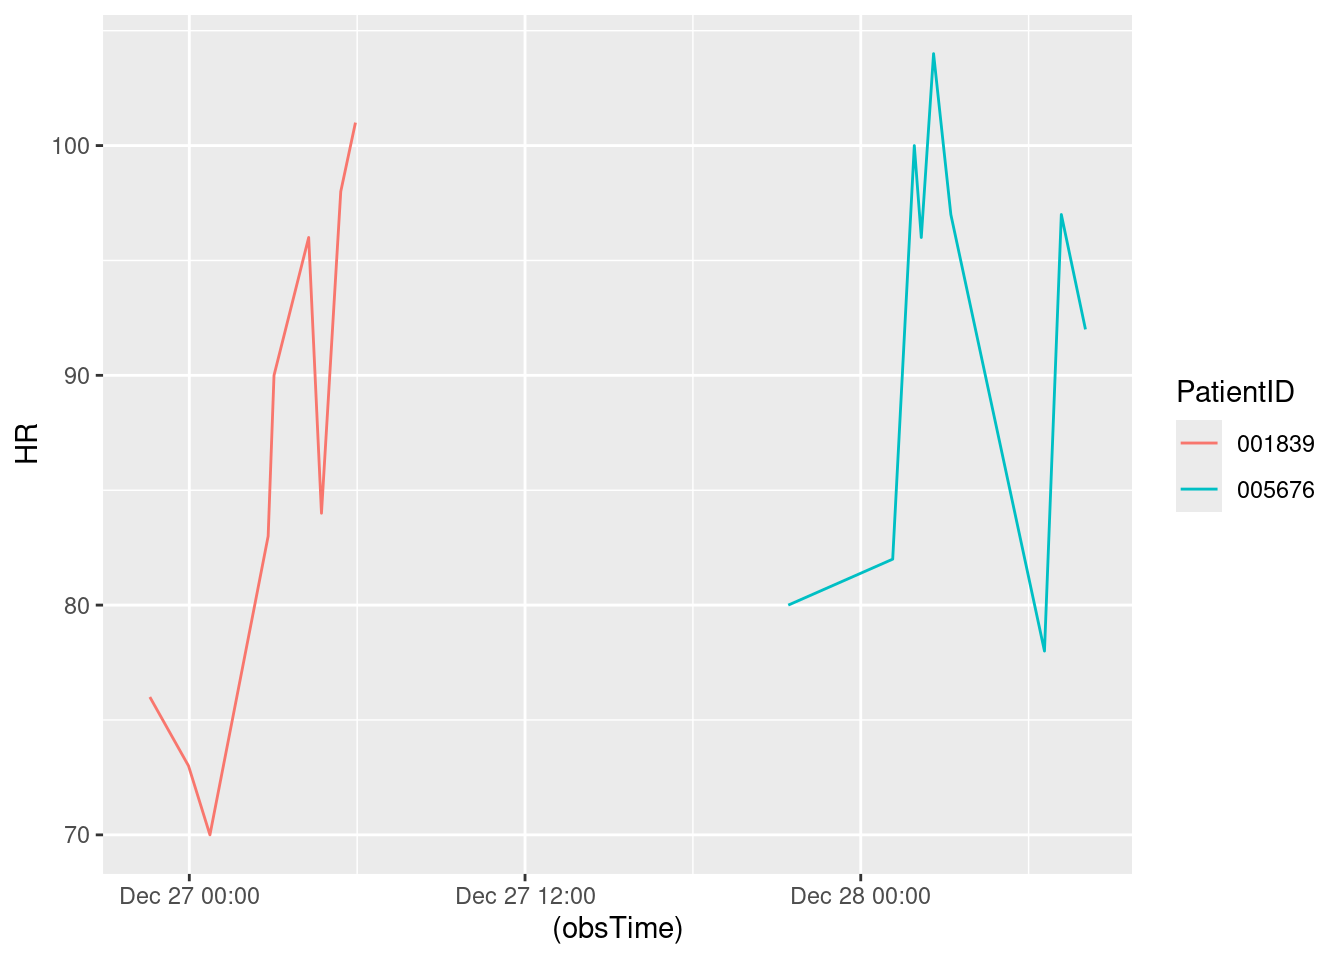 100
90
80
70
HR
Dec 27 00:00
Dec 27 12:00
Dec 28 00:00
(obsTime)
PatientID
001839
005676